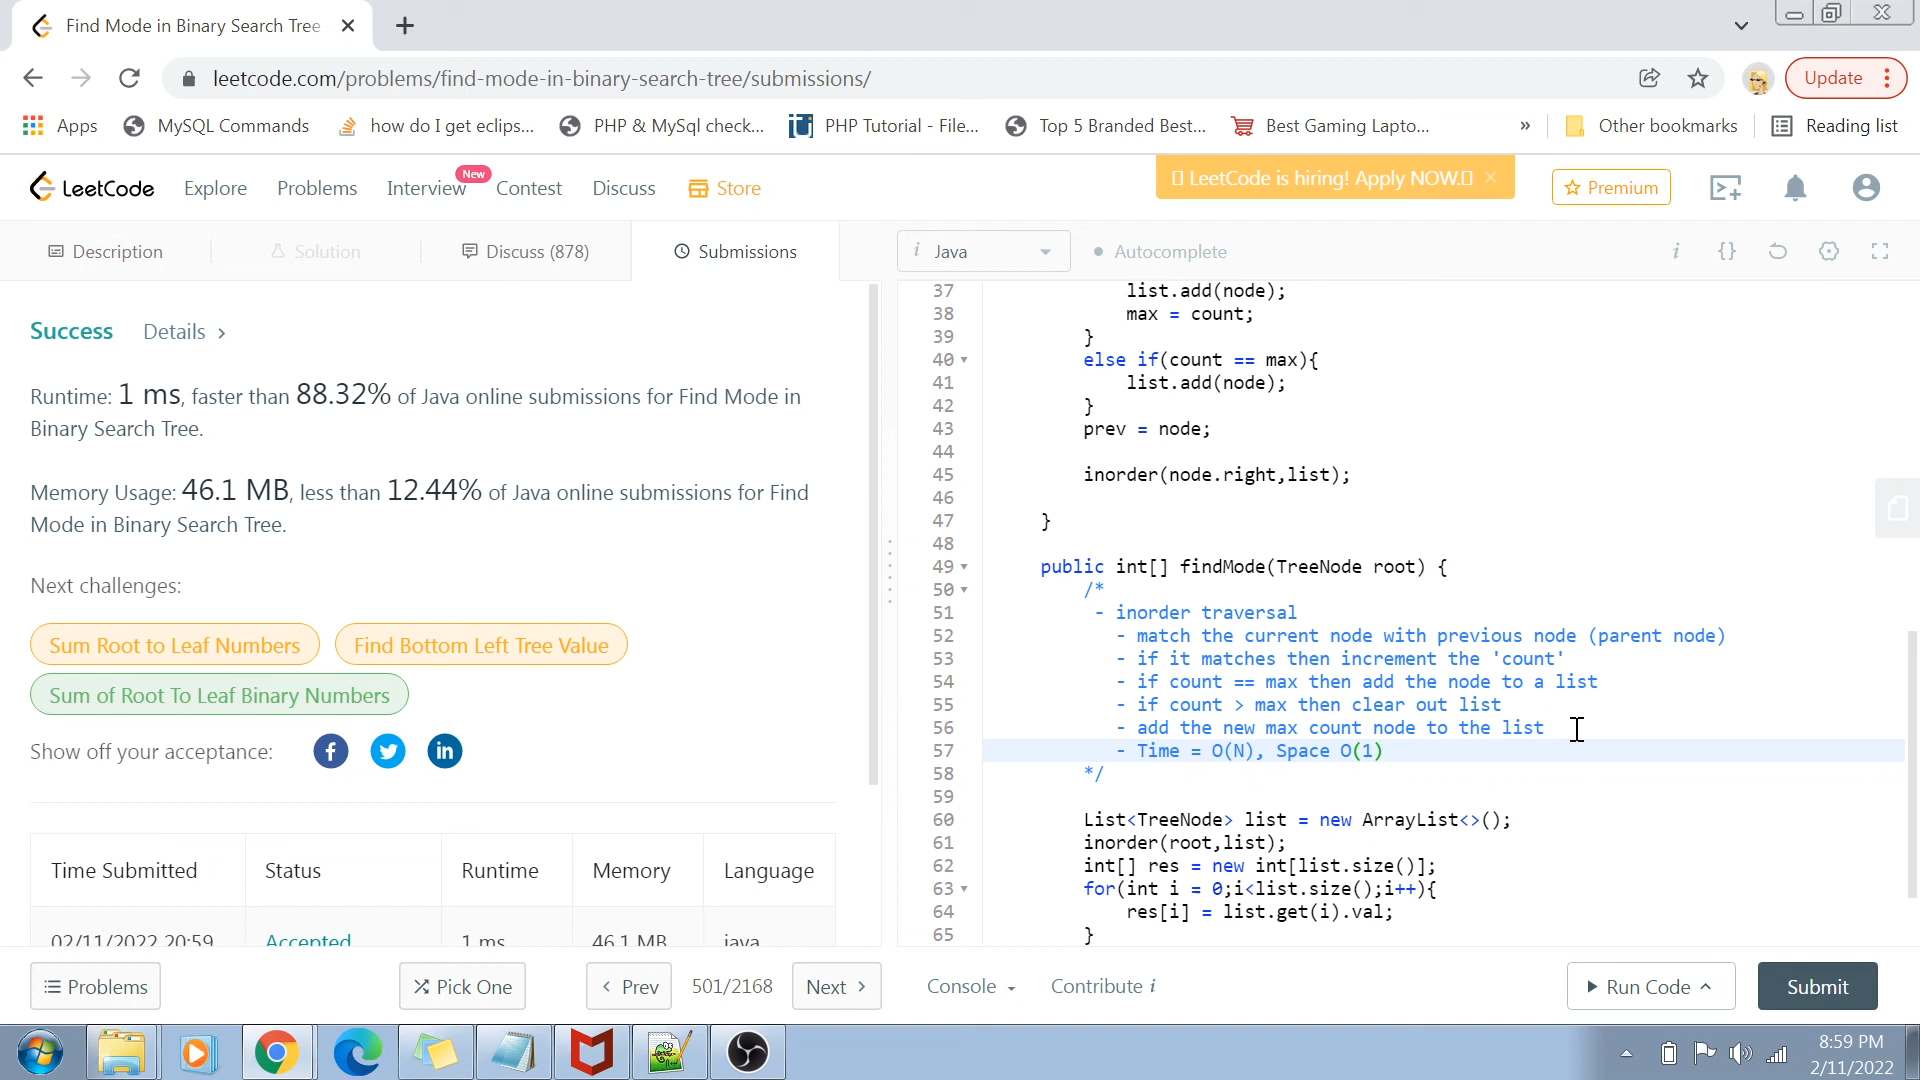 Find Mode in Binary Search Tree
leetcode.com/problems/find-mode-in-binary-search-tree/submissions/
Update
Apps
MySQL Commands
how do I get eclips...
PHP & MySql check...
PHP Tutorial - File...
Top 5 Branded Best...
Best Gaming Lapto...
»
Other bookmarks
Reading list
LeetCode
Explore
Problems
Interview
New
Contest
Discuss
Store
LeetCode is hiring! Apply NOW.
Premium
Description
Solution
Discuss (878)
Submissions
i Java
Autocomplete
i
{}
Success
Details >
Runtime: 1 ms, faster than 88.32% of Java online submissions for Find Mode in
Binary Search Tree.
Memory Usage: 46.1 MB, less than 12.44% of Java online submissions for Find
Mode in Binary Search Tree.
Next challenges:
Sum Root to Leaf Numbers
Find Bottom Left Tree Value
Sum of Root To Leaf Binary Numbers
Show off your acceptance:
Time Submitted Status Runtime Memory Language
02/11/2022 20:59 Accepted 1 ms 46.1 MB java
37 list.add(node);
38 max = count;
39 }
40 else if(count == max){
41 list.add(node);
42 }
43 prev = node;
44
45 inorder(node.right,list);
46
47 }
48
49 public int[] findMode(TreeNode root) {
50 /*
51 - inorder traversal
52 - match the current node with previous node (parent node)
53 - if it matches then increment the 'count'
54 - if count == max then add the node to a list
55 - if count > max then clear out list
56 - add the new max count node to the list
57 - Time = O(N), Space O(1)
58 */
59
60 List<TreeNode> list = new ArrayList<>();
61 inorder(root,list);
62 int[] res = new int[list.size()];
63 for(int i = 0;i<list.size();i++){
64 res[i] = list.get(i).val;
65 }
Problems
Pick One
< Prev
501/2168
Next >
Console
Contribute i
Run Code
Submit
8:59 PM
2/11/2022